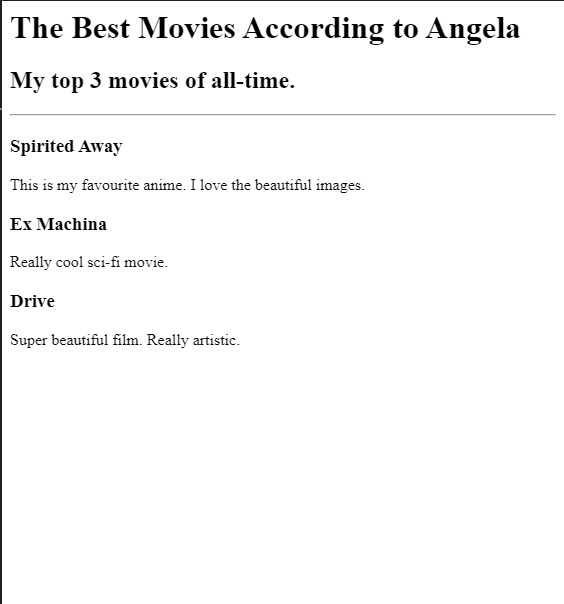 The Best Movies According to Angela
My top 3 movies of all-time.
Spirited Away
This is my favourite anime. I love the beautiful images.
Ex Machina
Really cool sci-fi movie.
Drive
Super beautiful film. Really artistic.